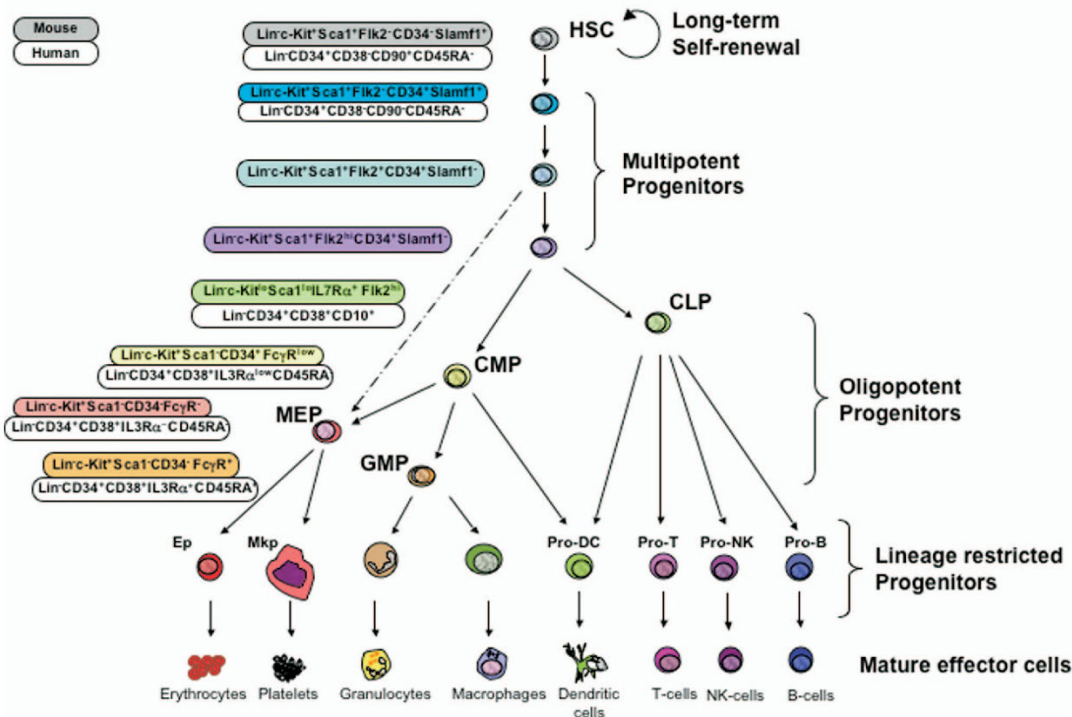 Mouse
Human
Lin⁻c-Kit⁺Sca1⁺Flk2⁻CD34⁻Slamf1⁺
Lin⁻CD34⁺CD38⁻CD90⁺CD45RA⁻
HSC
Long-term
Self-renewal
Lin⁻c-Kit⁺Sca1⁺Flk2⁻CD34⁺Slamf1⁺
Lin⁻CD34⁺CD38⁻CD90⁻CD45RA⁻
Lin⁻c-Kit⁺Sca1⁺Flk2⁺CD34⁺Slamf1⁻
Multipotent
Progenitors
Lin⁻c-Kit⁺Sca1⁺Flk2ʰⁱCD34⁺Slamf1⁻
Lin⁻c-KitˡᵒSca1ˡᵒIL7Rα⁺ Flk2ʰⁱ
Lin⁻CD34⁺CD38⁺CD10⁺
CLP
Lin⁻c-Kit⁺Sca1⁻CD34⁺FcγRˡᵒʷ
Lin⁻CD34⁺CD38⁺IL3RαˡᵒʷCD45RA⁻
CMP
Oligopotent
Progenitors
Lin⁻c-Kit⁺Sca1⁻CD34⁻FcγR⁻
Lin⁻CD34⁺CD38⁺IL3Rα⁻CD45RA⁻
MEP
Lin⁻c-Kit⁺Sca1⁻CD34⁻FcγR⁺
Lin⁻CD34⁺CD38⁺IL3Rα⁺CD45RA⁺
GMP
Ep
Mkp
Pro-DC
Pro-T
Pro-NK
Pro-B
Lineage restricted
Progenitors
Erythrocytes
Platelets
Granulocytes
Macrophages
Dendritic
cells
T-cells
NK-cells
B-cells
Mature effector cells